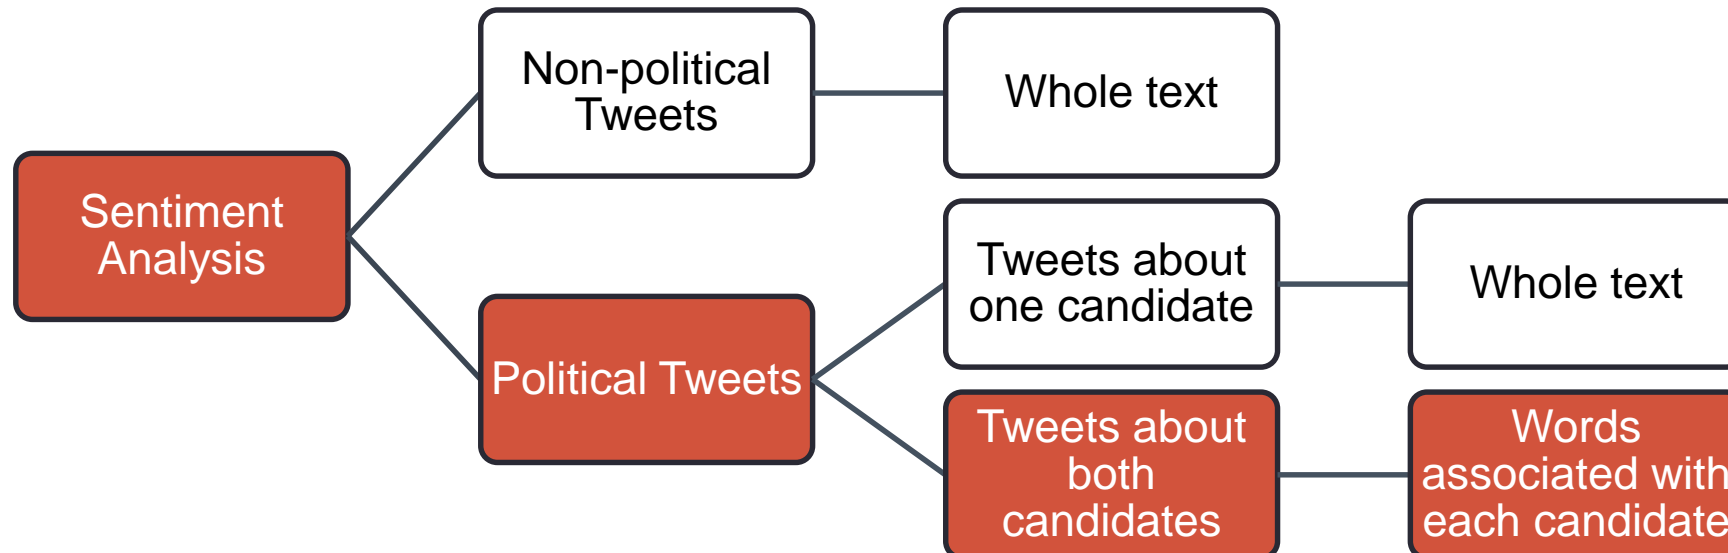 Non-political
Tweets
Whole text
Sentiment
Analysis
Tweets about
one candidate
Whole text
Political Tweets
Tweets about
both
candidates
Words
associated with
each candidate